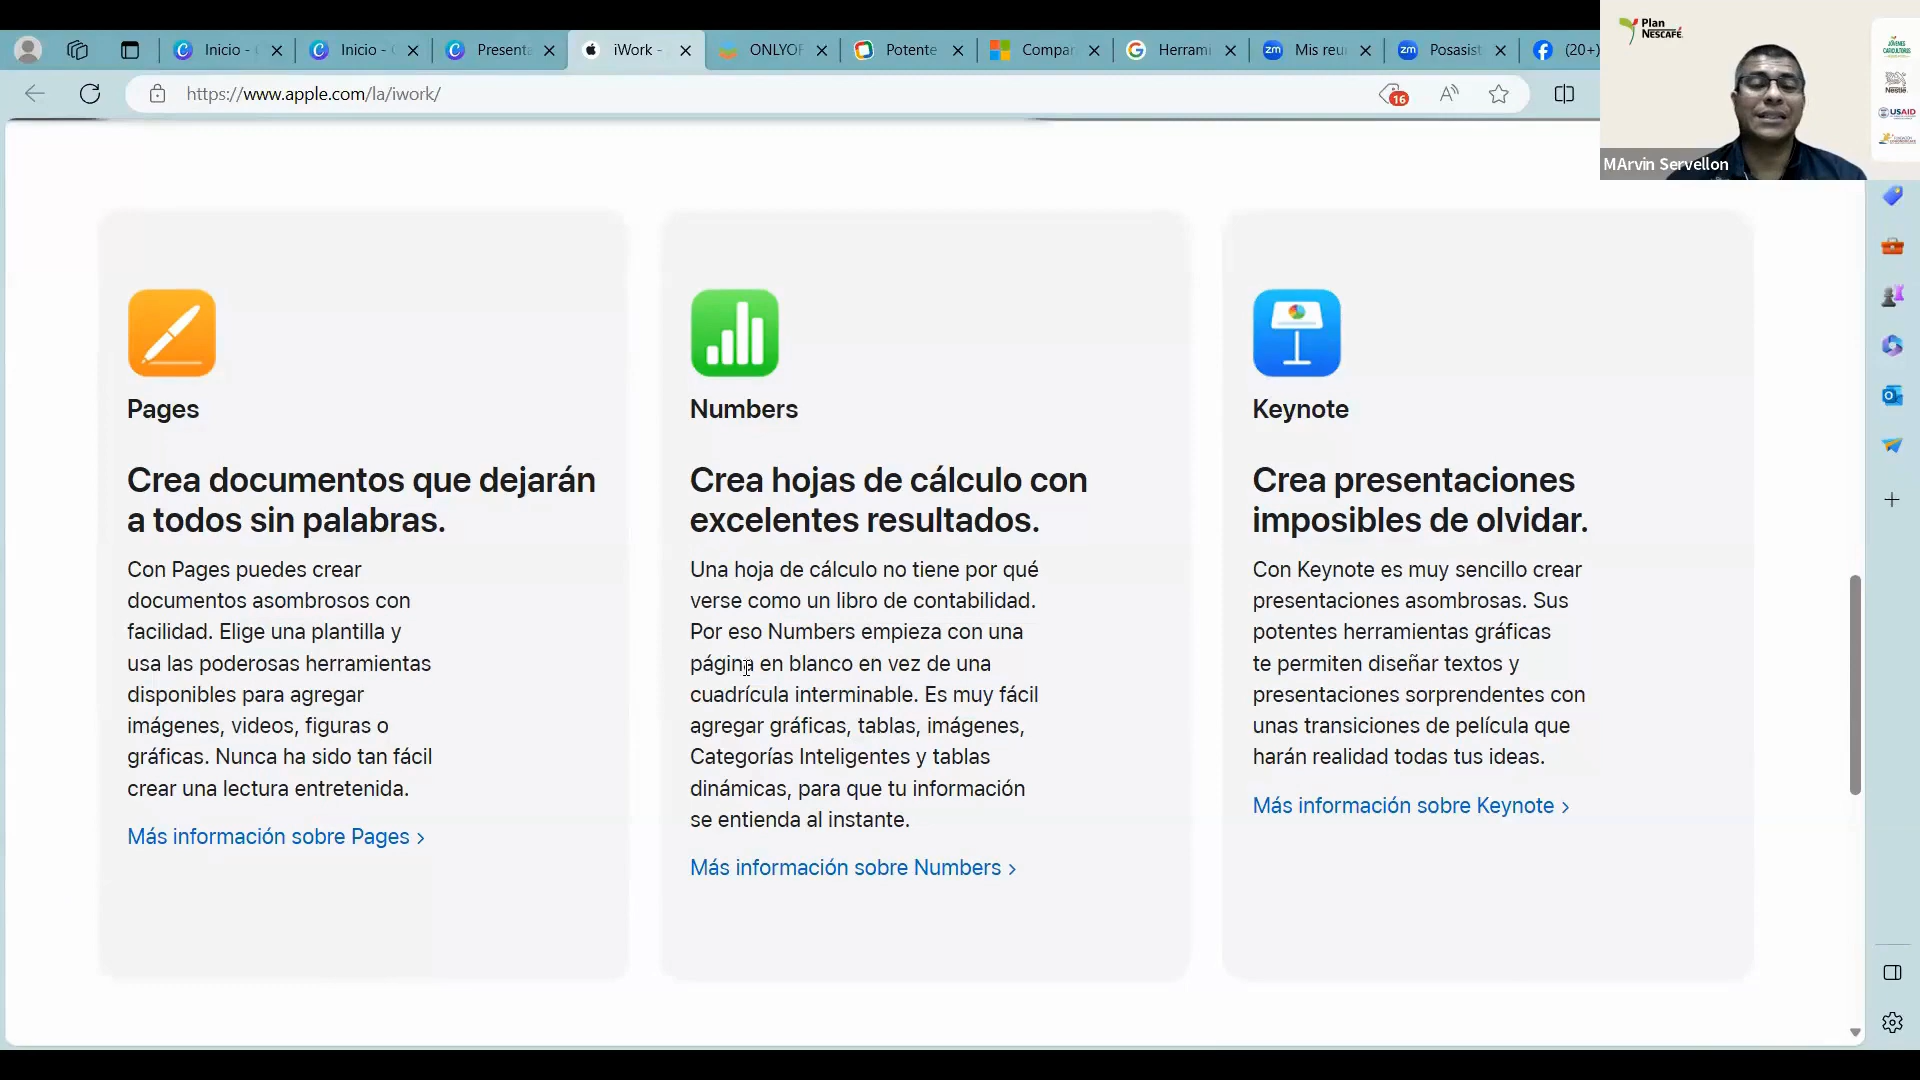 Inicio -
Inicio -
Presenta
iWork -
ONLYOF
Potente
Compar
Herrami
Mis reu
Posasist
(20+)
https://www.apple.com/la/iwork/
16
Plan
NESCAFÉ.
Nestlé
USAID
MArvin Servellon
Pages
Crea documentos que dejarán
a todos sin palabras.
Con Pages puedes crear
documentos asombrosos con
facilidad. Elige una plantilla y
usa las poderosas herramientas
disponibles para agregar
imágenes, videos, figuras o
gráficas. Nunca ha sido tan fácil
crear una lectura entretenida.
Más información sobre Pages >
Numbers
Crea hojas de cálculo con
excelentes resultados.
Una hoja de cálculo no tiene por qué
verse como un libro de contabilidad.
Por eso Numbers empieza con una
página en blanco en vez de una
cuadrícula interminable. Es muy fácil
agregar gráficas, tablas, imágenes,
Categorías Inteligentes y tablas
dinámicas, para que tu información
se entienda al instante.
Más información sobre Numbers >
Keynote
Crea presentaciones
imposibles de olvidar.
Con Keynote es muy sencillo crear
presentaciones asombrosas. Sus
potentes herramientas gráficas
te permiten diseñar textos y
presentaciones sorprendentes con
unas transiciones de película que
harán realidad todas tus ideas.
Más información sobre Keynote >